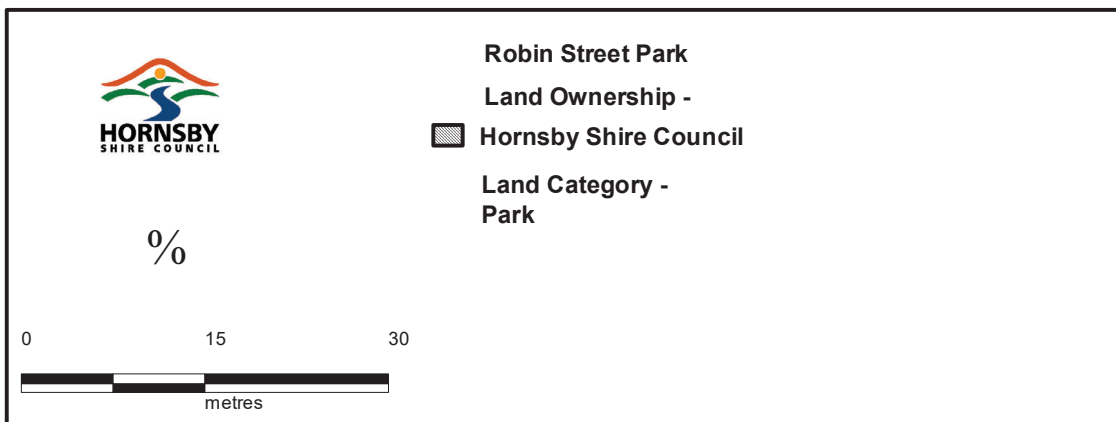 HORNSBY
SHIRE COUNCIL
Robin Street Park
Land Ownership -
Hornsby Shire Council
Land Category -
Park
%
0 15 30
metres